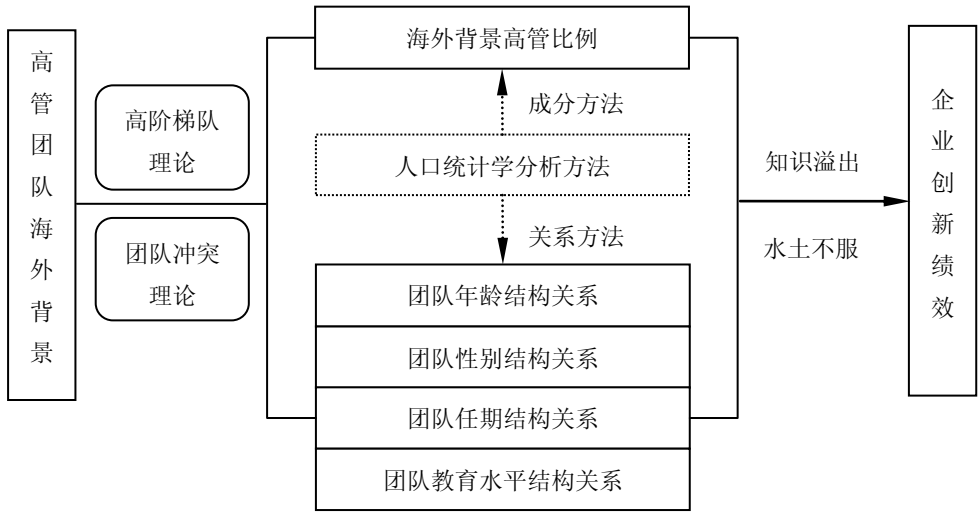 高管团队海外背景
高阶梯队
理论
团队冲突
理论
海外背景高管比例
成分方法
人口统计学分析方法
关系方法
团队年龄结构关系
团队性别结构关系
团队任期结构关系
团队教育水平结构关系
知识溢出
水土不服
企业创新绩效